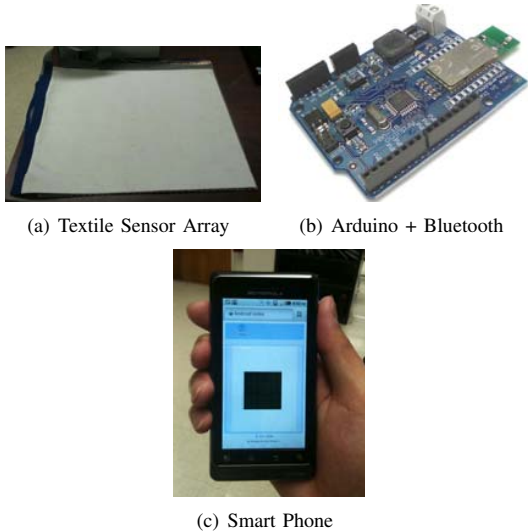 (a) Textile Sensor Array
(b) Arduino + Bluetooth
MOTOROLA
(c) Smart Phone